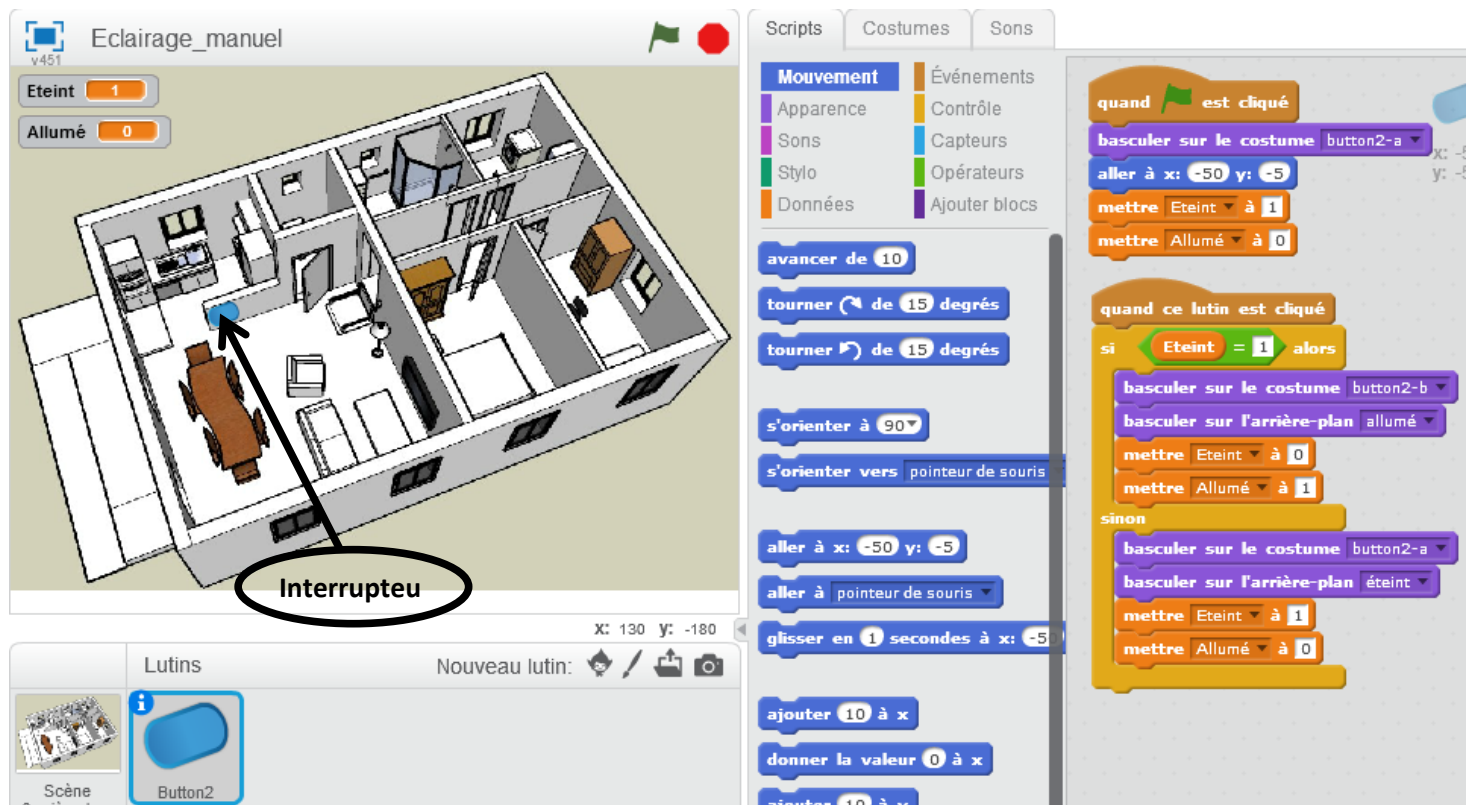 Eclairage_manuel
v451
Eteint 1
Allumé 0
Interrupteu
X: 130 y: -180
Lutins
Nouveau lutin:
Scène
Button2
Scripts
Costumes
Sons
Mouvement
Événements
Apparence
Contrôle
Sons
Capteurs
Stylo
Opérateurs
Données
Ajouter blocs
avancer de 10
tourner de 15 degrés
tourner de 15 degrés
s'orienter à 90
s'orienter vers pointeur de souris
aller à x: -50 y: -5
aller à pointeur de souris
glisser en 1 secondes à x: -50
ajouter 10 à x
donner la valeur 0 à x
ajouter 10 à x
quand est cliqué
basculer sur le costume button2-a
aller à x: -50 y: -5
mettre Eteint à 1
mettre Allumé à 0
x: -5
y: -5
quand ce lutin est cliqué
si Eteint = 1 alors
basculer sur le costume button2-b
basculer sur l'arrière-plan allumé
mettre Eteint à 0
mettre Allumé à 1
sinon
basculer sur le costume button2-a
basculer sur l'arrière-plan éteint
mettre Eteint à 1
mettre Allumé à 0